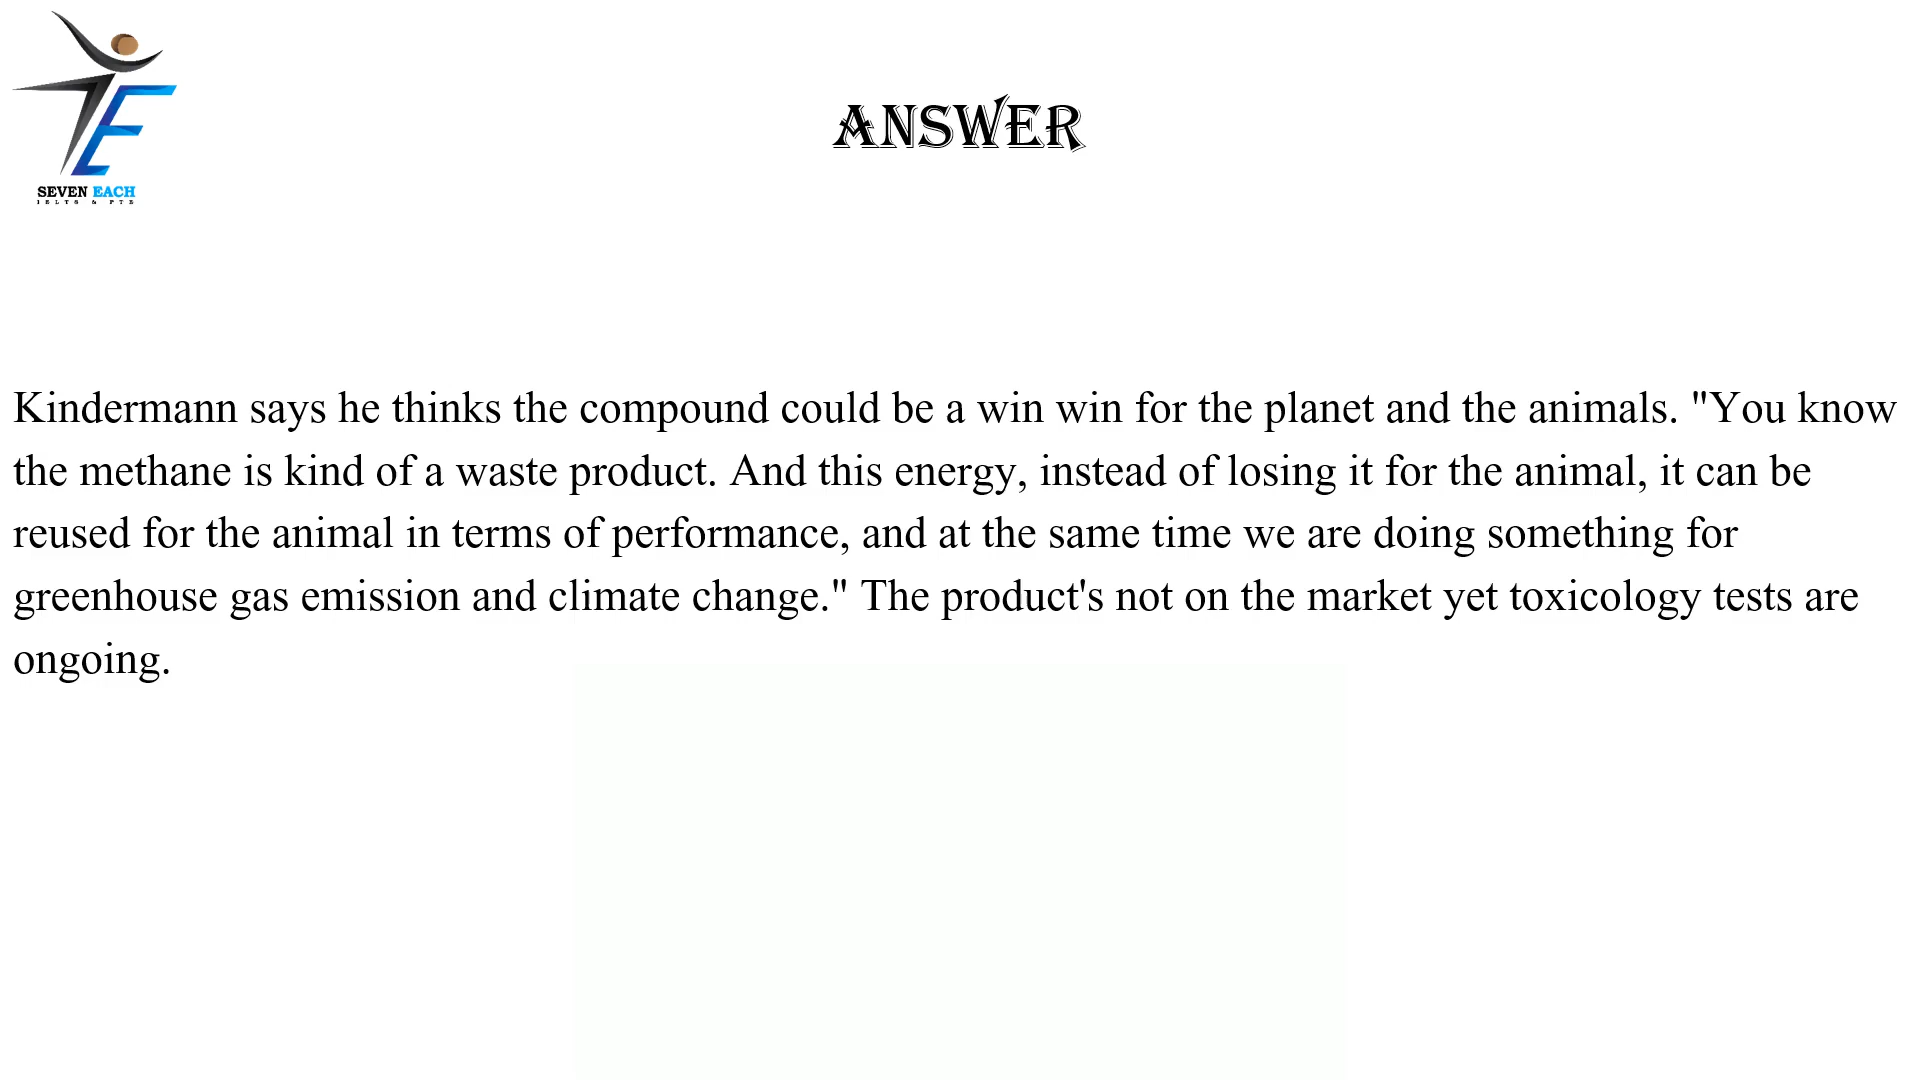 SEVEN EACH
IELTS & PTE
ANSWER
Kindermann says he thinks the compound could be a win win for the planet and the animals. "You know
the methane is kind of a waste product. And this energy, instead of losing it for the animal, it can be
reused for the animal in terms of performance, and at the same time we are doing something for
greenhouse gas emission and climate change." The product's not on the market yet toxicology tests are
ongoing.